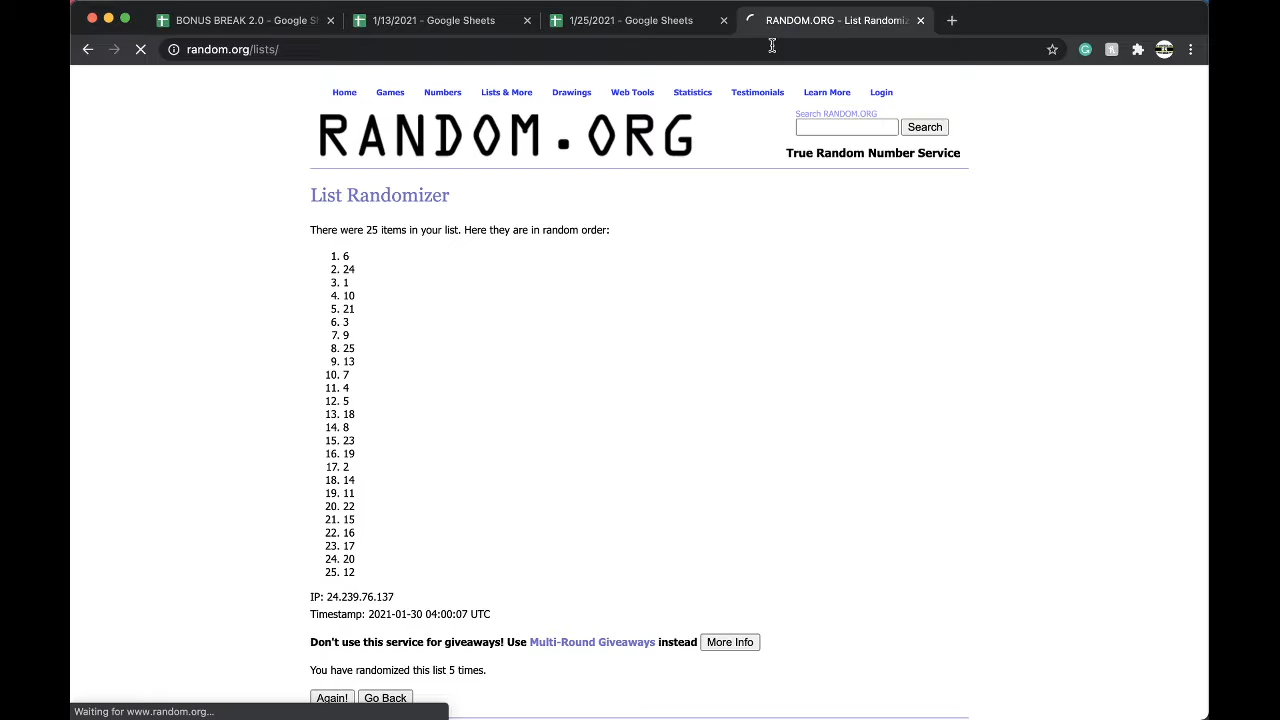 BONUS BREAK 2.0 - Google S
1/13/2021 - Google Sheets
1/25/2021 - Google Sheets
RANDOM.ORG - List Randomiz
random.org/lists/
Home Games Numbers Lists & More Drawings Web Tools Statistics Testimonials Learn More Login
Search RANDOM.ORG
RANDOM.ORG
Search
True Random Number Service
List Randomizer
There were 25 items in your list. Here they are in random order:
1. 6
2. 24
3. 1
4. 10
5. 21
6. 3
7. 9
8. 25
9. 13
10. 7
11. 4
12. 5
13. 18
14. 8
15. 23
16. 19
17. 2
18. 14
19. 11
20. 22
21. 15
22. 16
23. 17
24. 20
25. 12
IP: 24.239.76.137
Timestamp: 2021-01-30 04:00:07 UTC
Don't use this service for giveaways! Use Multi-Round Giveaways instead More Info
You have randomized this list 5 times.
Again! Go Back
Waiting for www.random.org...